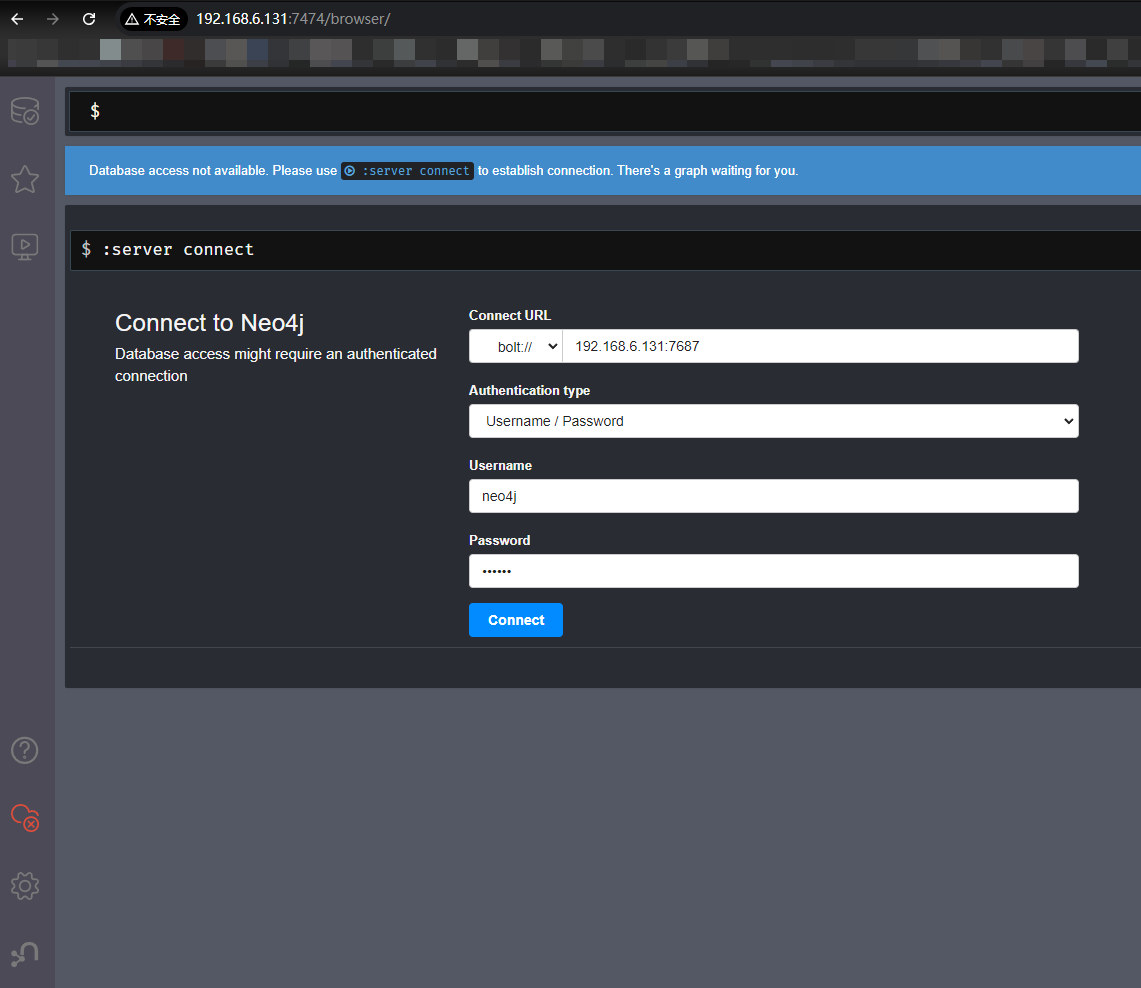 不安全 192.168.6.131:7474/browser/
$
Database access not available. Please use :server connect to establish connection. There's a graph waiting for you.
$ :server connect
Connect to Neo4j
Database access might require an authenticated
connection
Connect URL
bolt:// 192.168.6.131:7687
Authentication type
Username / Password
Username
neo4j
Password
••••••
Connect